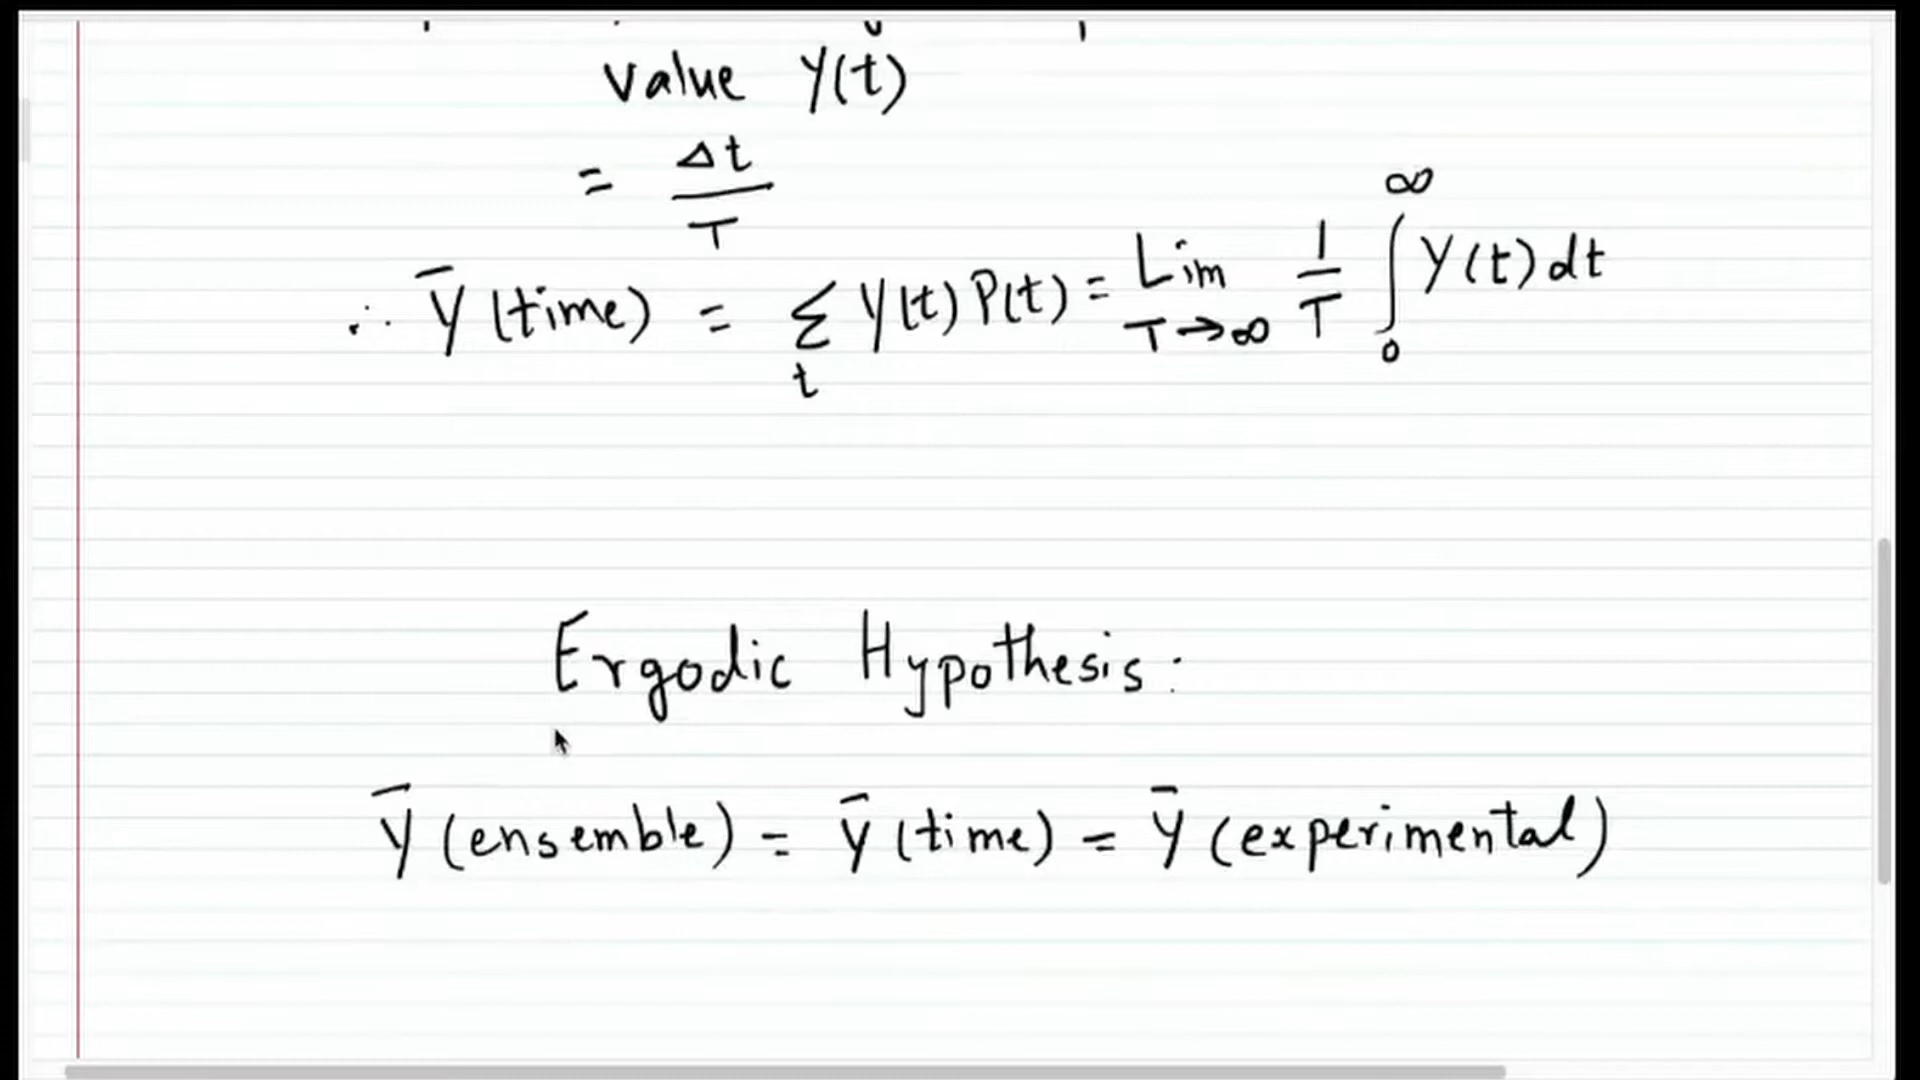 value Y(t)
= Δt/T
∴ Ȳ (time) = Σ_t Y(t) P(t) = Lim_{T→∞} 1/T ∫_0^∞ Y(t) dt
Ergodic Hypothesis:
Ȳ (ensemble) = Ȳ (time) = Ȳ (experimental)